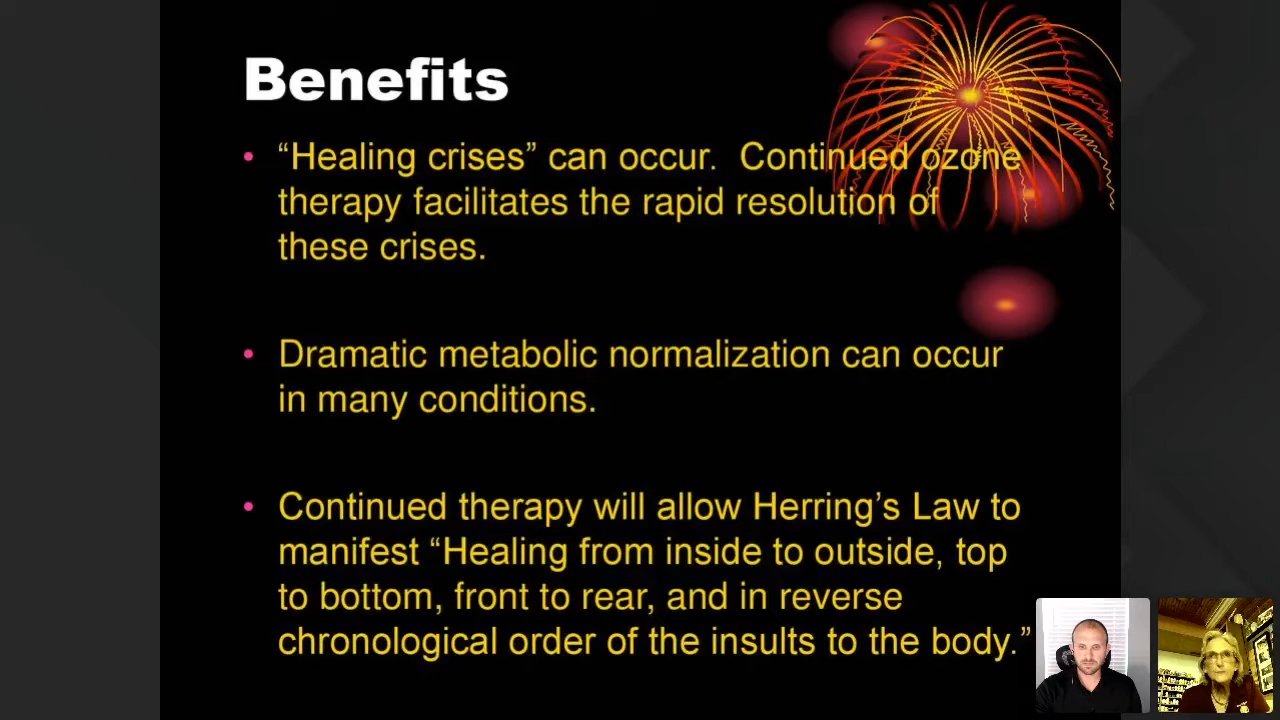 Benefits
• “Healing crises” can occur.  Continued ozone
therapy facilitates the rapid resolution of
these crises.
• Dramatic metabolic normalization can occur
in many conditions.
• Continued therapy will allow Herring’s Law to
manifest “Healing from inside to outside, top
to bottom, front to rear, and in reverse
chronological order of the insults to the body.”